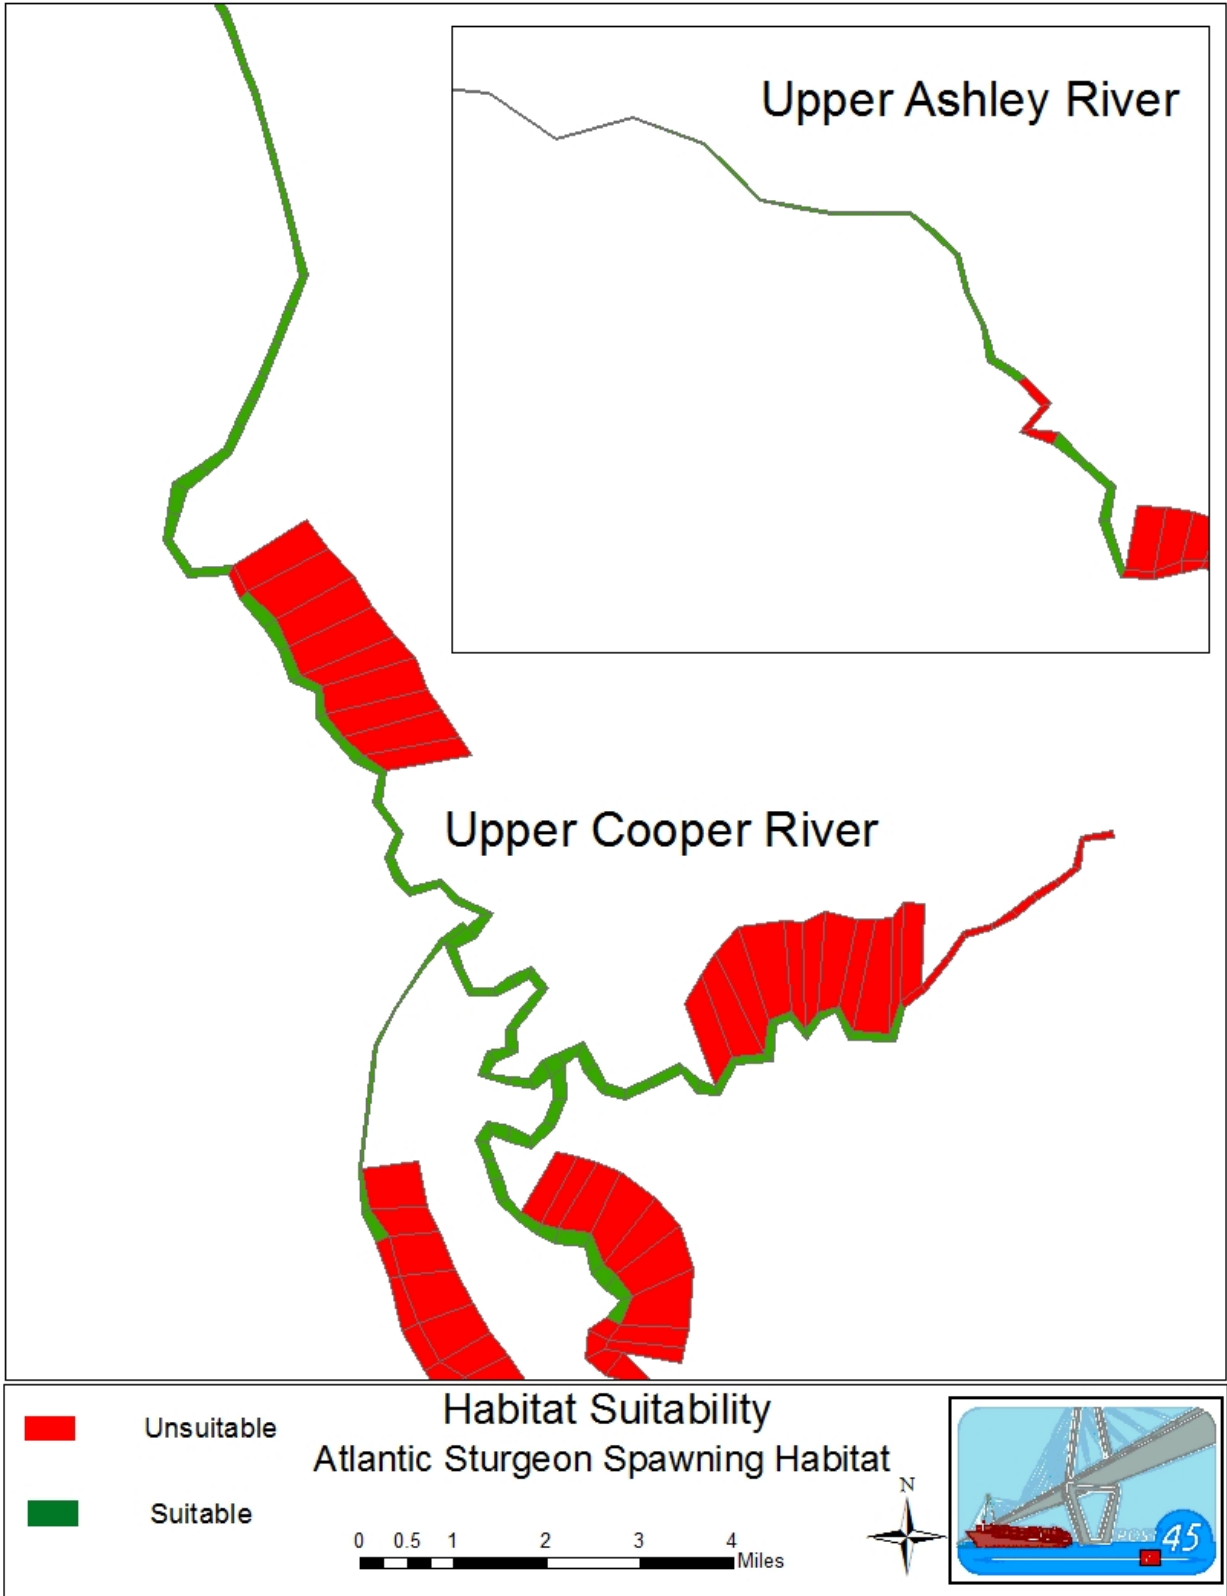 Upper Ashley River
Upper Cooper River
Habitat Suitability
Atlantic Sturgeon Spawning Habitat
Unsuitable
Suitable
0 0.5 1 2 3 4
Miles
N
POST 45